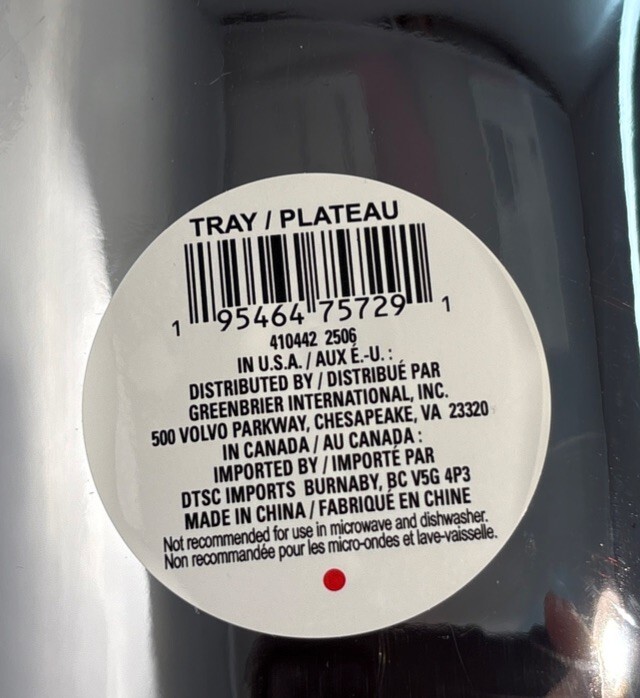 TRAY / PLATEAU
1 95464 75729 1
410442 2506
IN U.S.A. / AUX É.-U. :
DISTRIBUTED BY / DISTRIBUÉ PAR
GREENBRIER INTERNATIONAL, INC.
500 VOLVO PARKWAY, CHESAPEAKE, VA 23320
IN CANADA / AU CANADA :
IMPORTED BY / IMPORTÉ PAR
DTSC IMPORTS BURNABY, BC V5G 4P3
MADE IN CHINA / FABRIQUÉ EN CHINE
Not recommended for use in microwave and dishwasher.
Non recommandée pour les micro-ondes et lave-vaisselle.